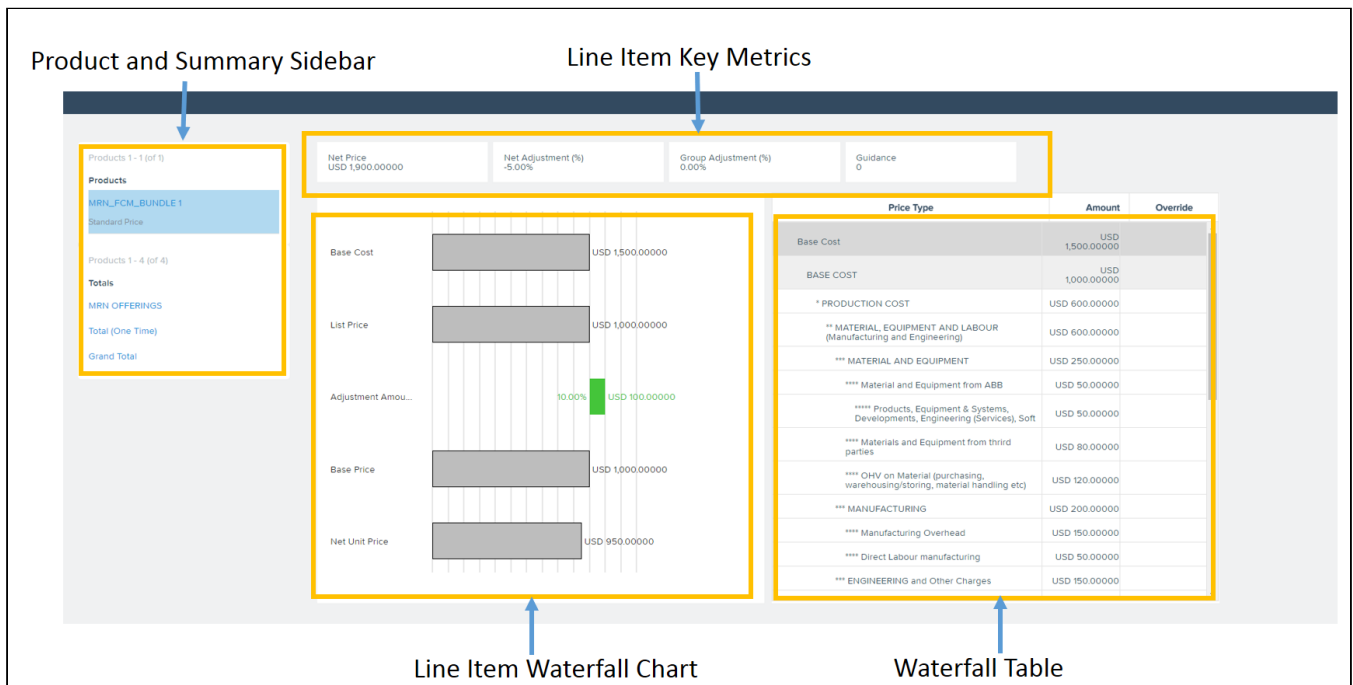 Product and Summary Sidebar
Line Item Key Metrics
Products 1 - 1 (of 1)
Products
MRN_FCM_BUNDLE 1
Standard Price
Products 1 - 4 (of 4)
Totals
MRN OFFERINGS
Total (One Time)
Grand Total
Net Price
USD 1,900.00000
Net Adjustment (%)
-5.00%
Group Adjustment (%)
0.00%
Guidance
0
Base Cost
USD 1,500.00000
List Price
USD 1,000.00000
Adjustment Amou...
10.00%
USD 100.00000
Base Price
USD 1,000.00000
Net Unit Price
USD 950.00000
Price Type Amount Override
Base Cost USD
1,500.00000
BASE COST USD
1,000.00000
* PRODUCTION COST USD 600.00000
** MATERIAL, EQUIPMENT AND LABOUR
(Manufacturing and Engineering) USD 600.00000
*** MATERIAL AND EQUIPMENT USD 250.00000
**** Material and Equipment from ABB USD 50.00000
***** Products, Equipment & Systems,
Developments, Engineering (Services), Soft USD 50.00000
**** Materials and Equipment from thrird
parties USD 80.00000
**** OHV on Material (purchasing,
warehousing/storing, material handling etc) USD 120.00000
*** MANUFACTURING USD 200.00000
**** Manufacturing Overhead USD 150.00000
**** Direct Labour manufacturing USD 50.00000
*** ENGINEERING and Other Charges USD 150.00000
Line Item Waterfall Chart
Waterfall Table